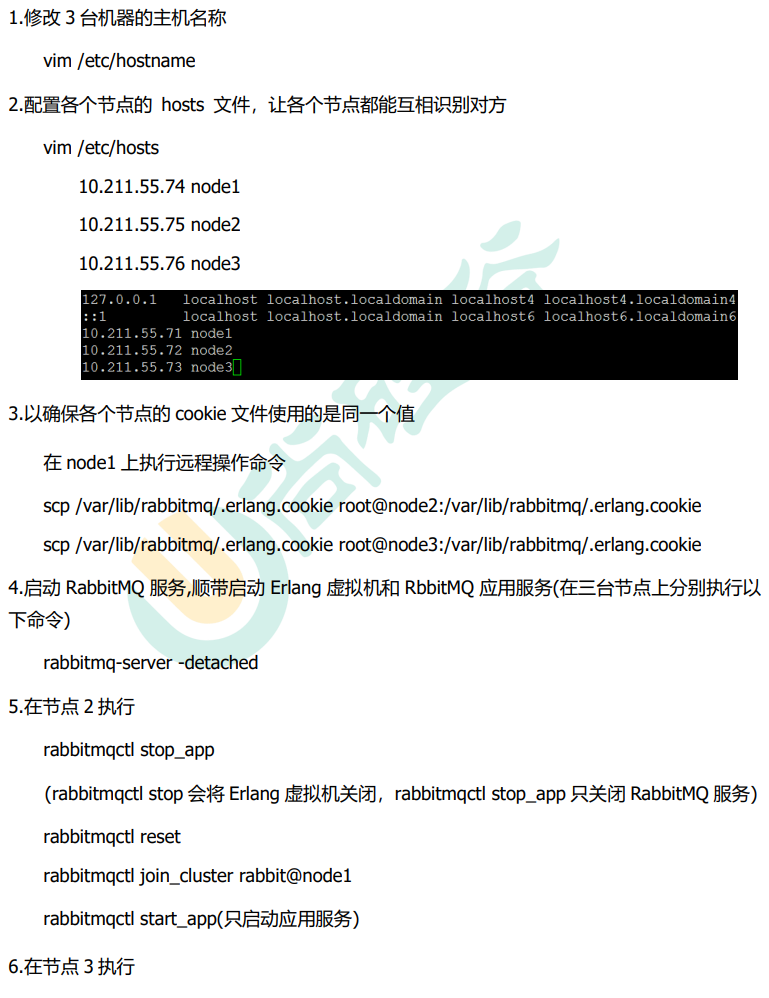 1.修改 3 台机器的主机名称
vim /etc/hostname
2.配置各个节点的 hosts 文件，让各个节点都能互相识别对方
vim /etc/hosts
10.211.55.74 node1
10.211.55.75 node2
10.211.55.76 node3
127.0.0.1   localhost localhost.localdomain localhost4 localhost4.localdomain4
::1         localhost localhost.localdomain localhost6 localhost6.localdomain6
10.211.55.71 node1
10.211.55.72 node2
10.211.55.73 node3
3.以确保各个节点的 cookie 文件使用的是同一个值
在 node1 上执行远程操作命令
scp /var/lib/rabbitmq/.erlang.cookie root@node2:/var/lib/rabbitmq/.erlang.cookie
scp /var/lib/rabbitmq/.erlang.cookie root@node3:/var/lib/rabbitmq/.erlang.cookie
4.启动 RabbitMQ 服务,顺带启动 Erlang 虚拟机和 RbbitMQ 应用服务(在三台节点上分别执行以
下命令)
rabbitmq-server -detached
5.在节点 2 执行
rabbitmqctl stop_app
(rabbitmqctl stop 会将 Erlang 虚拟机关闭，rabbitmqctl stop_app 只关闭 RabbitMQ 服务)
rabbitmqctl reset
rabbitmqctl join_cluster rabbit@node1
rabbitmqctl start_app(只启动应用服务)
6.在节点 3 执行
尚硅谷